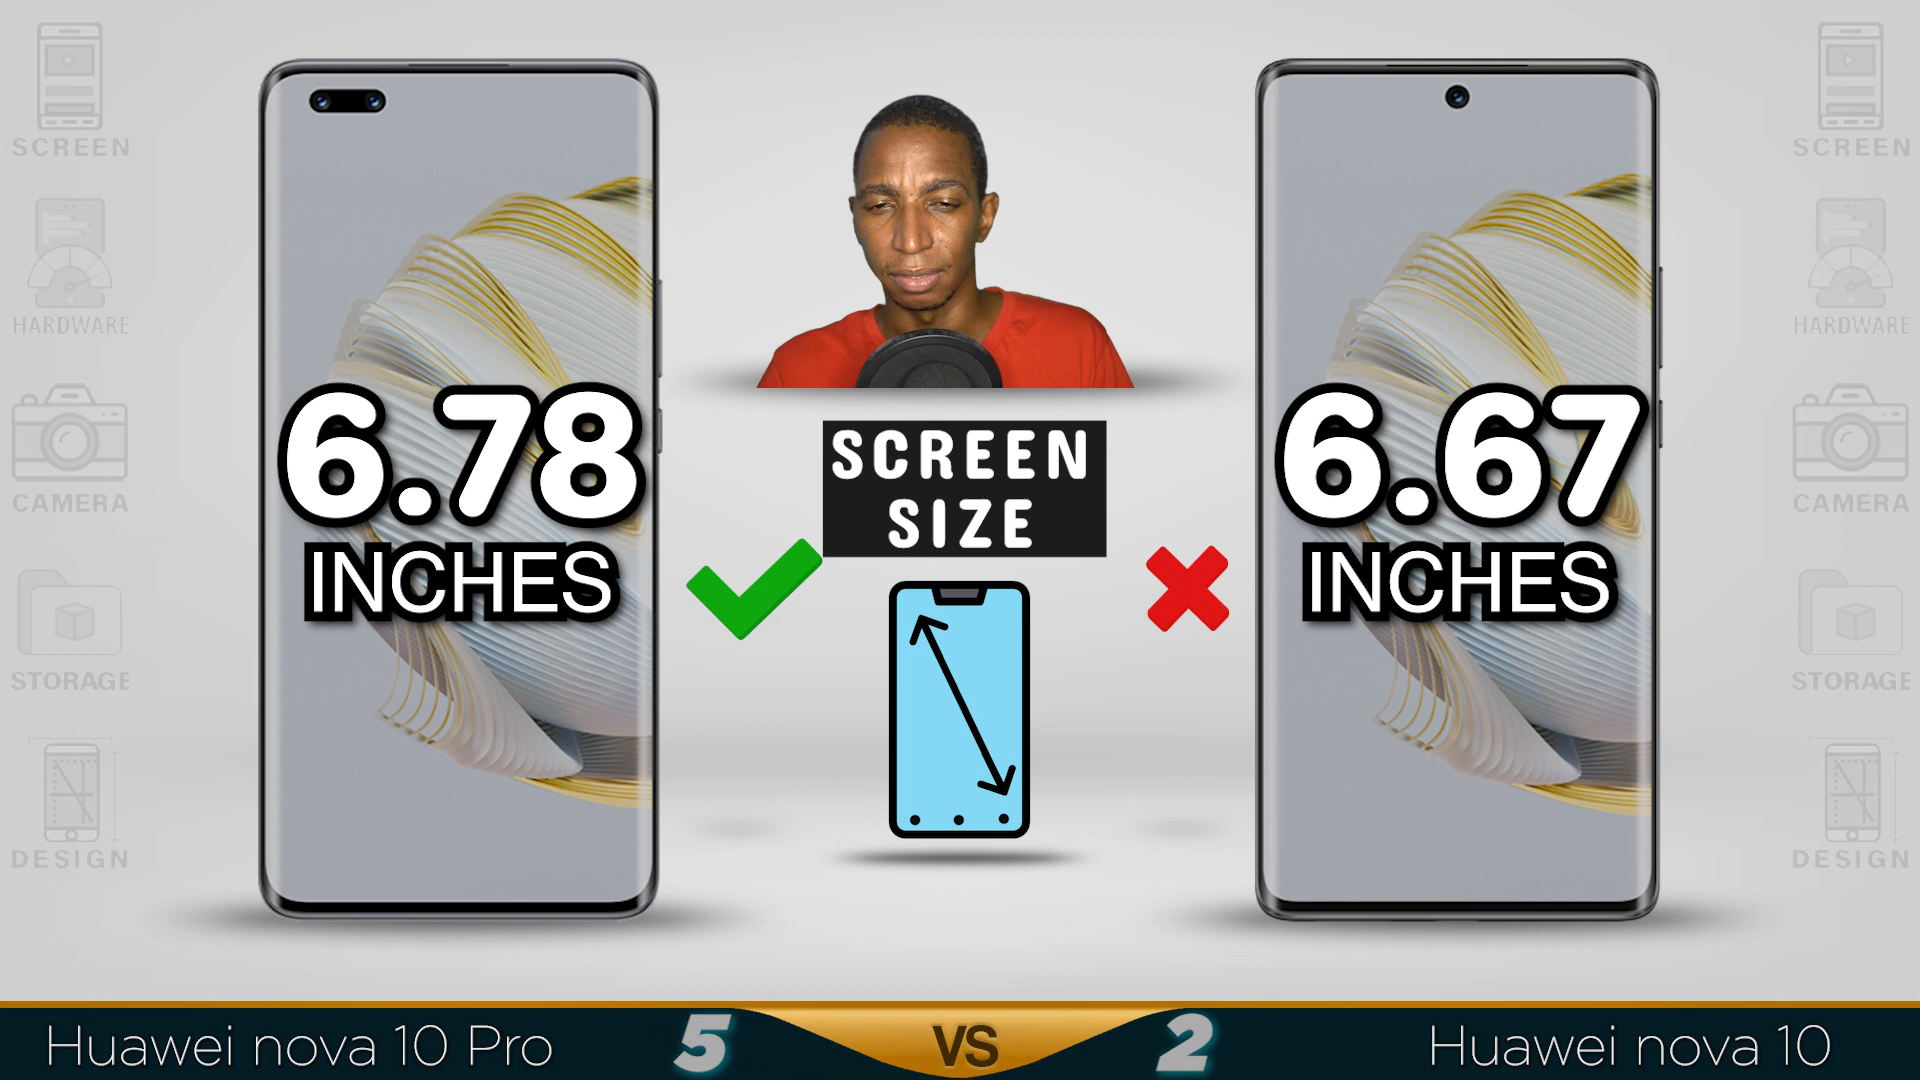 SCREEN
HARDWARE
CAMERA
STORAGE
DESIGN
6.78
INCHES
SCREEN
SIZE
6.67
INCHES
SCREEN
HARDWARE
CAMERA
STORAGE
DESIGN
Huawei nova 10 Pro
5
VS
2
Huawei nova 10